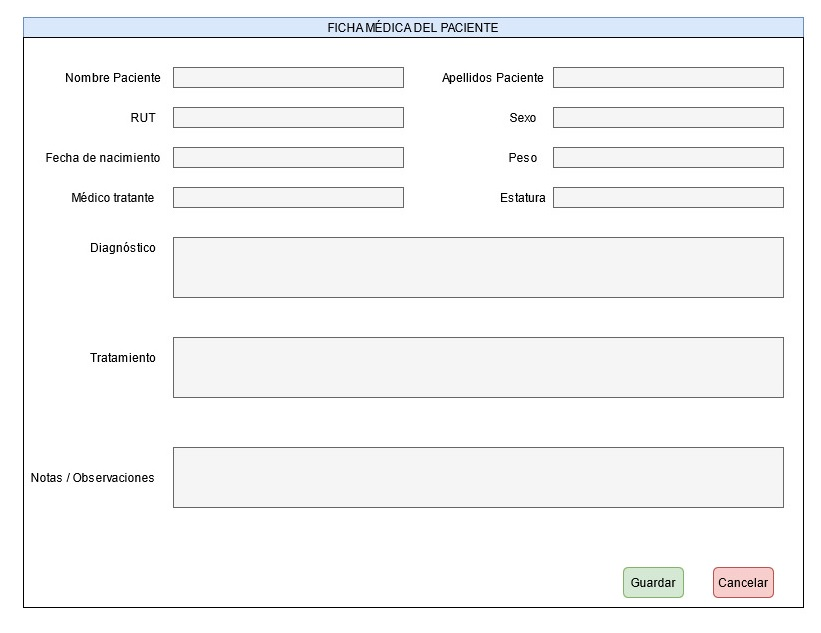 FICHA MÉDICA DEL PACIENTE
Nombre Paciente
Apellidos Paciente
RUT
Sexo
Fecha de nacimiento
Peso
Médico tratante
Estatura
Diagnóstico
Tratamiento
Notas / Observaciones
Guardar
Cancelar